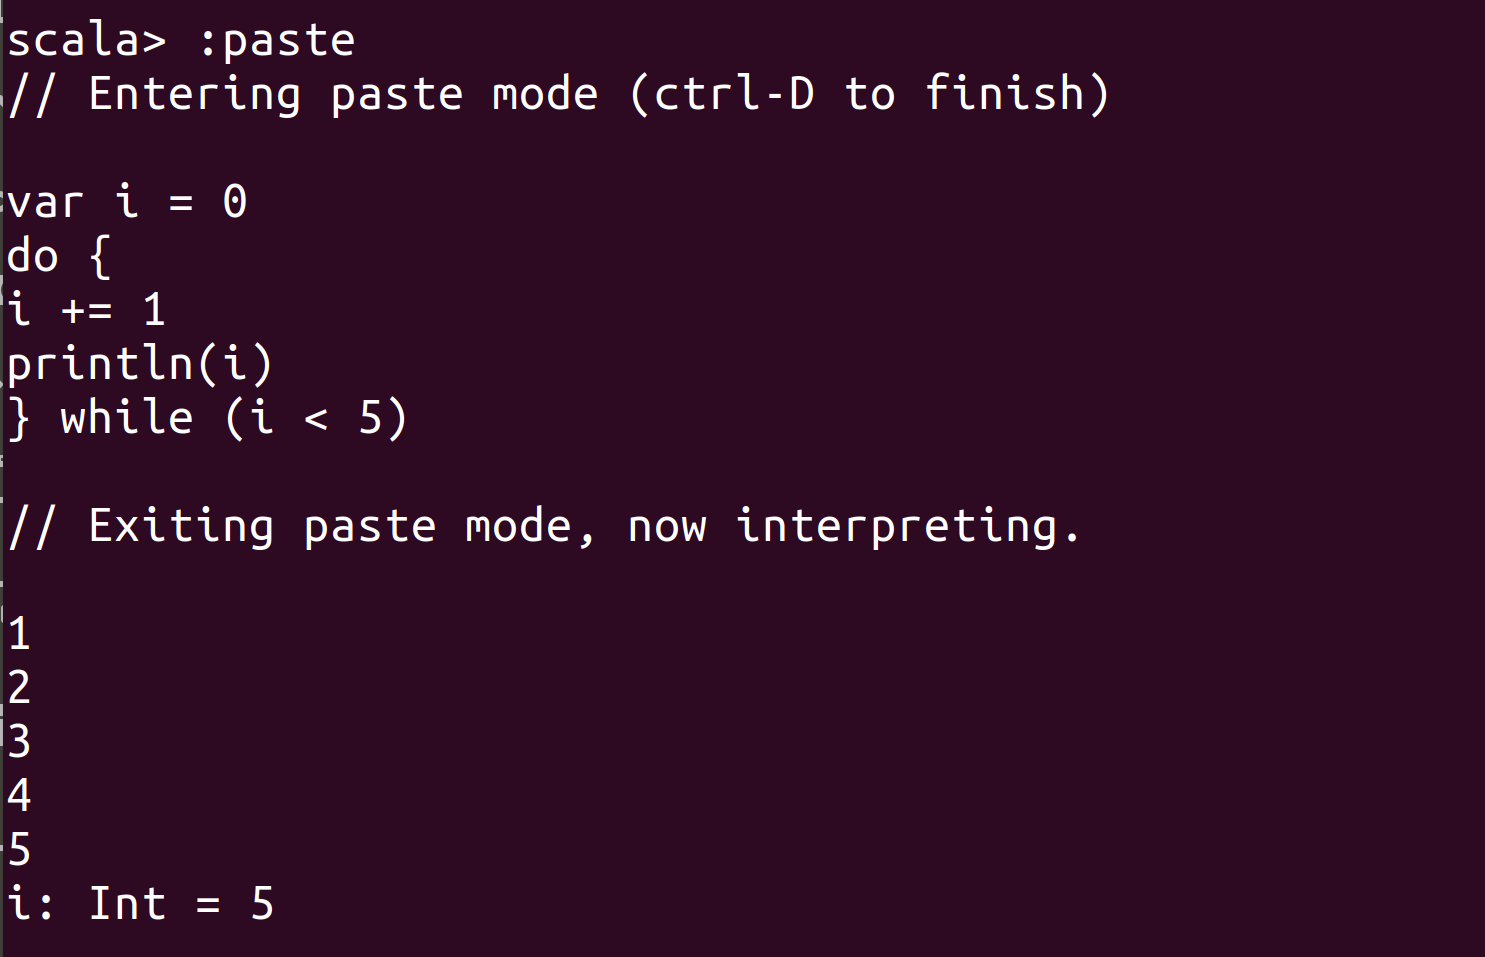 scala> :paste
// Entering paste mode (ctrl-D to finish)
var i = 0
do {
i += 1
println(i)
} while (i < 5)
// Exiting paste mode, now interpreting.
1
2
3
4
5
i: Int = 5